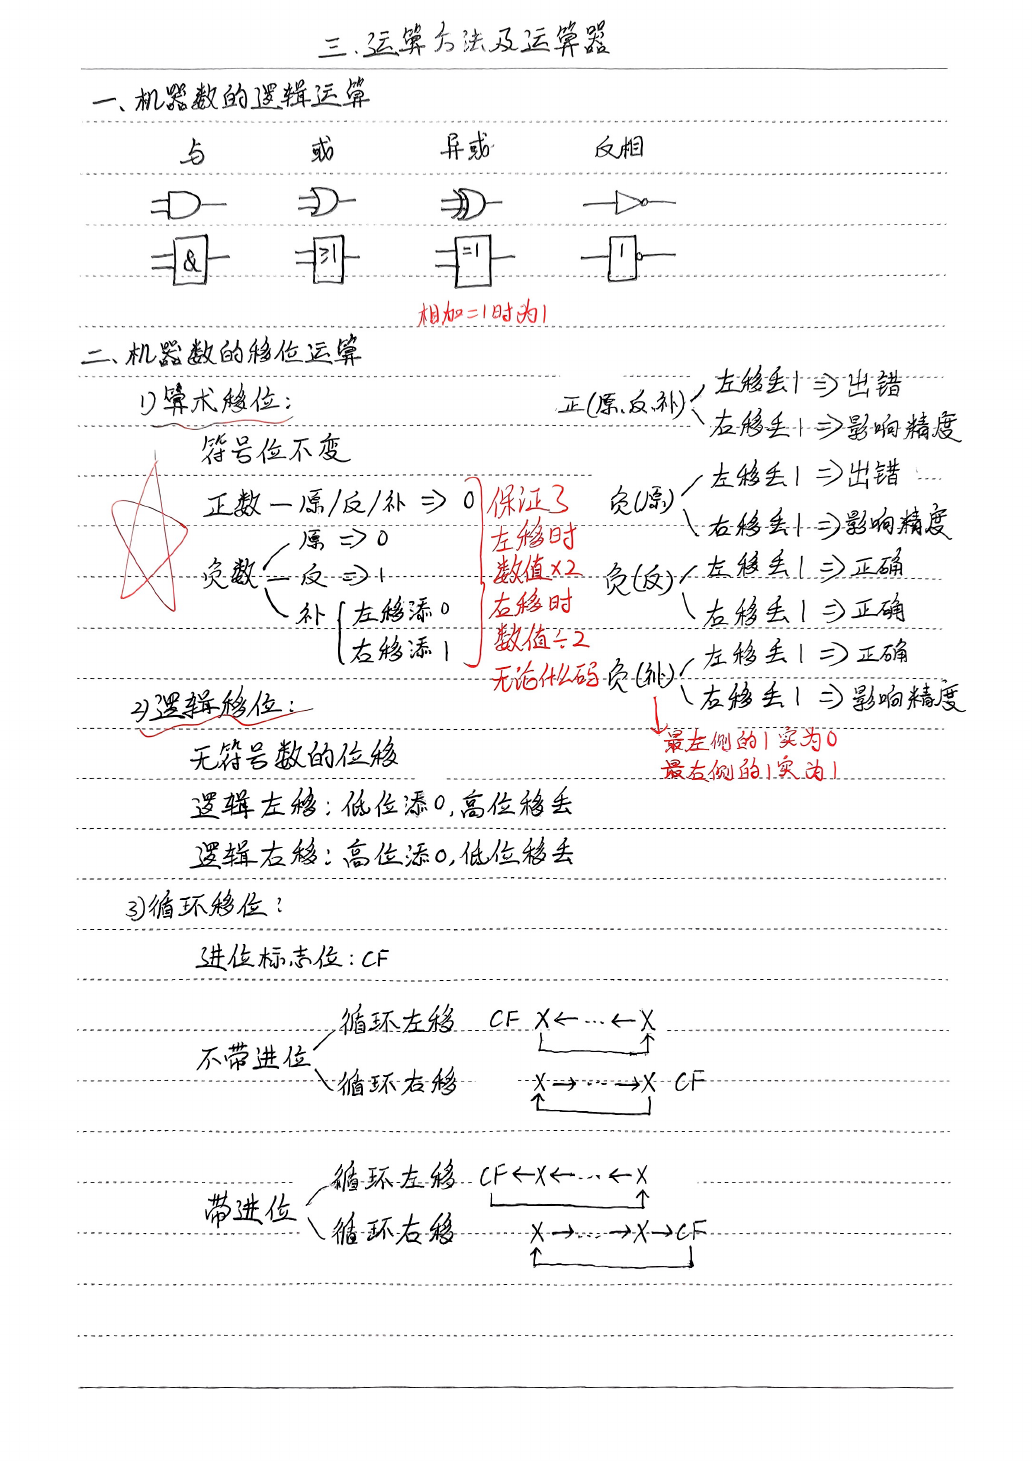 三.运算方法及运算器
一、机器数的逻辑运算
与 或 异或 反相
& ≥1 =1 1
相加=1时为1
二、机器数的移位运算
1)算术移位:
符号位不变
正数—原/反/补 => 0
负数 原 => 0
反 => 1
补 左移添0
右移添1
保证了
左移时
数值×2
右移时
数值÷2
无论什么码
正(原、反、补) 左移丢1 => 出错
右移丢1 => 影响精度
负(原) 左移丢1 => 出错
右移丢1 => 影响精度
负(反) 左移丢1 => 正确
右移丢1 => 正确
负(补) 左移丢1 => 正确
右移丢1 => 影响精度
最左侧的1实为0
最右侧的1实为1
2)逻辑移位:
无符号数的位移
逻辑左移:低位添0,高位移丢
逻辑右移:高位添0,低位移丢
3)循环移位:
进位标志位:CF
不带进位
循环左移 CF X←…←X
循环右移 X→…→X CF
带进位
循环左移 CF←X←…←X
循环右移 X→…→X→CF